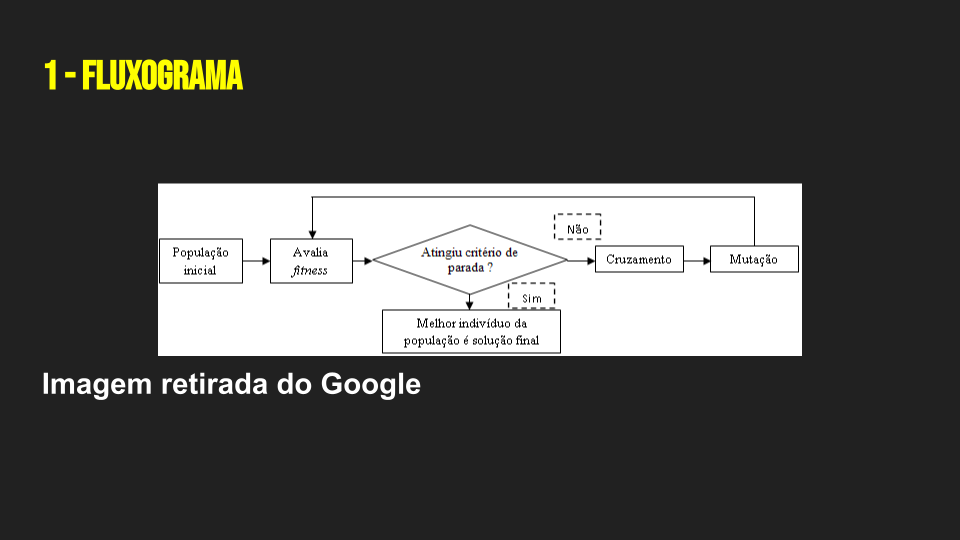 1 - FLUXOGRAMA
População
inicial
Avalia
fitness
Atingiu critério de
parada ?
Não
Cruzamento
Mutação
Sim
Melhor indivíduo da
população é solução final
Imagem retirada do Google